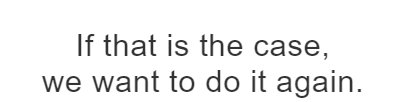 If that is the case,
we want to do it again.